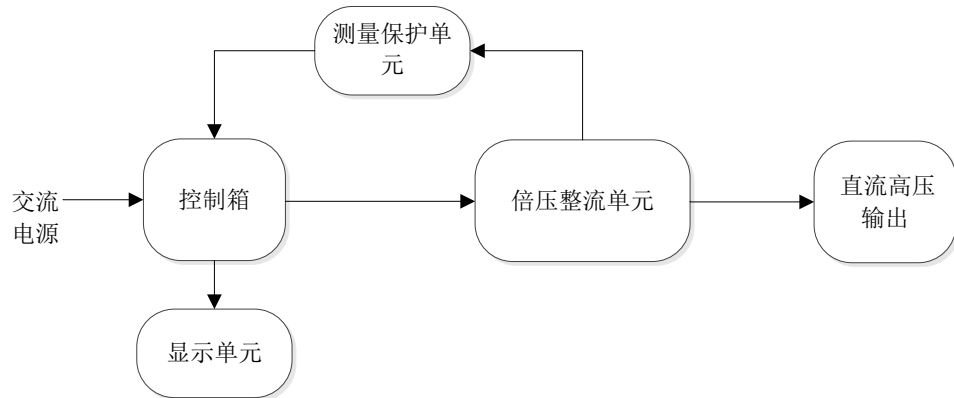 测量保护单
元
交流
电源
控制箱
倍压整流单元
直流高压
输出
显示单元